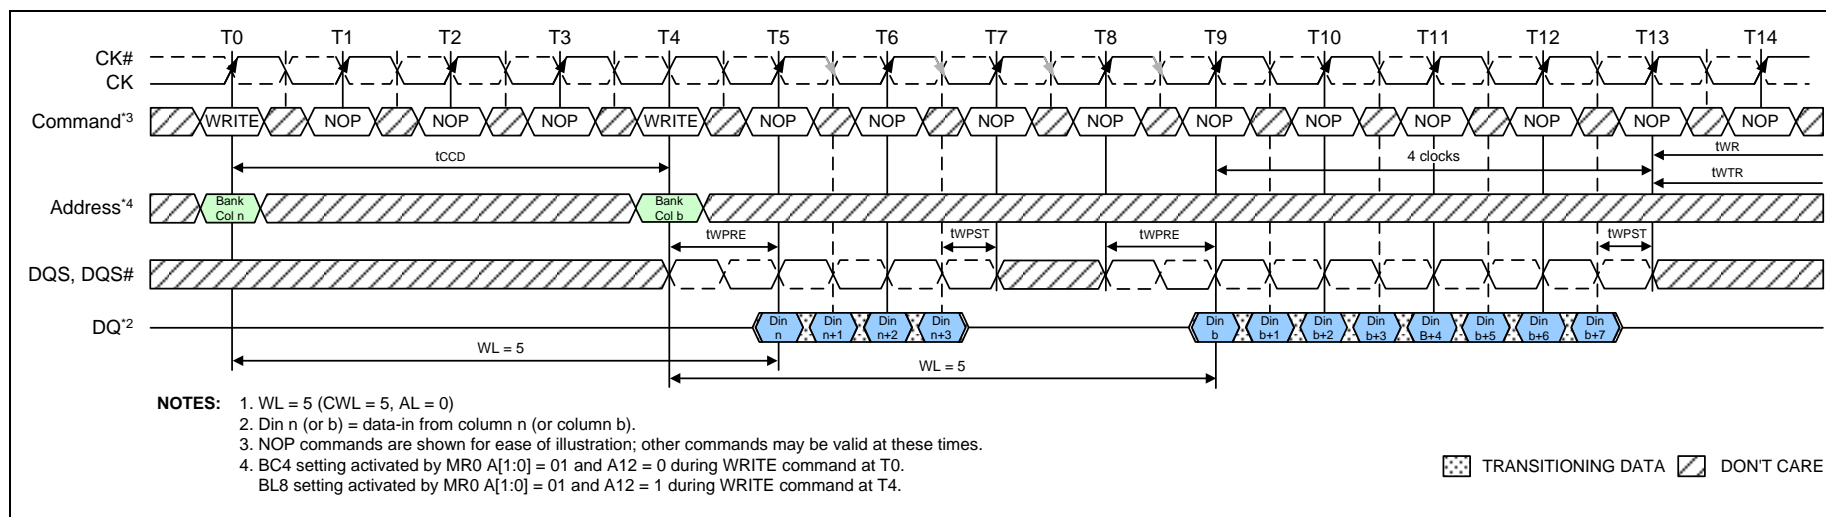 T0 T1 T2 T3 T4 T5 T6 T7 T8 T9 T10 T11 T12 T13 T14
CK#
CK
Command*3 WRITE NOP NOP NOP WRITE NOP NOP NOP NOP NOP NOP NOP NOP NOP NOP
tCCD 4 clocks tWR
tWTR
Address*4 Bank Col n Bank Col b
tWPRE tWPST tWPRE tWPST
DQS, DQS#
DQ*2 Din n Din n+1 Din n+2 Din n+3 Din b Din b+1 Din b+2 Din b+3 Din B+4 Din b+5 Din b+6 Din b+7
WL = 5
WL = 5
NOTES: 1. WL = 5 (CWL = 5, AL = 0)
2. Din n (or b) = data-in from column n (or column b).
3. NOP commands are shown for ease of illustration; other commands may be valid at these times.
4. BC4 setting activated by MR0 A[1:0] = 01 and A12 = 0 during WRITE command at T0.
BL8 setting activated by MR0 A[1:0] = 01 and A12 = 1 during WRITE command at T4.
TRANSITIONING DATA DON'T CARE